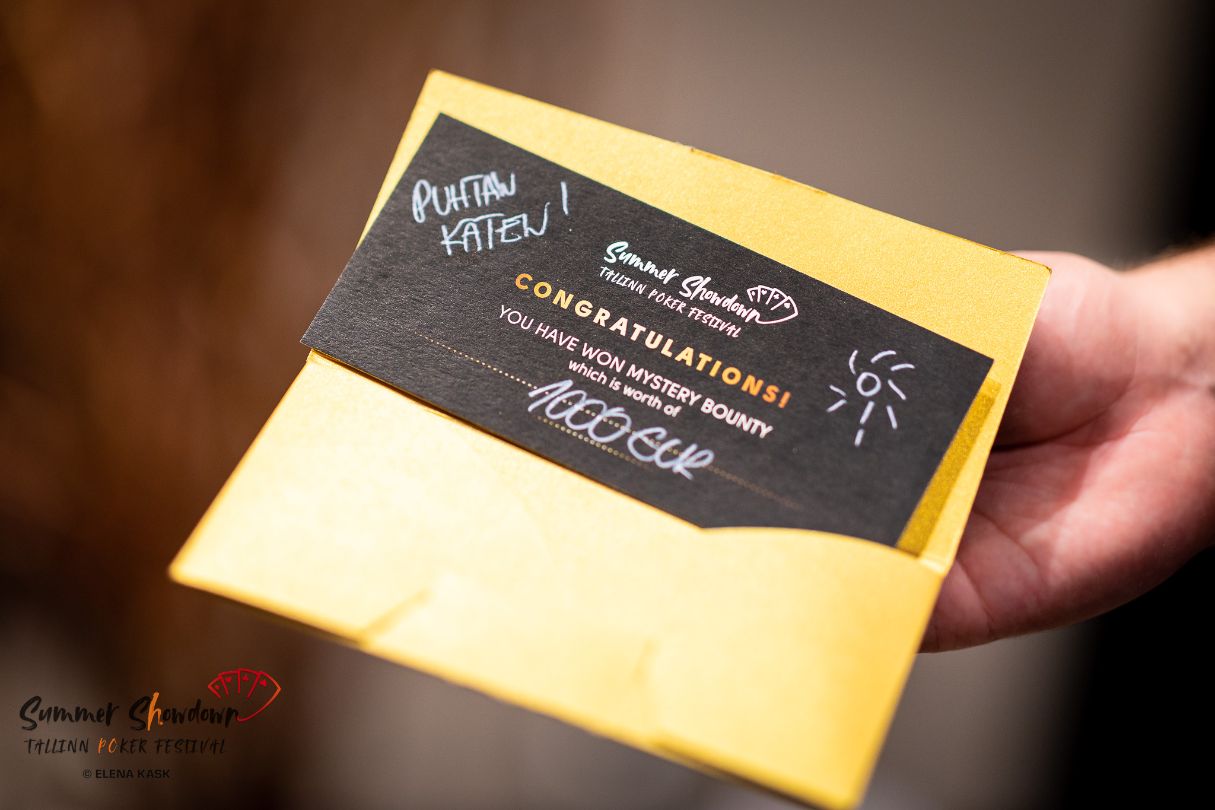 PUHTAW
KATEW !
Summer Showdown
TALLINN POKER FESTIVAL
CONGRATULATIONS!
YOU HAVE WON MYSTERY BOUNTY
which is worth of
1000 EUR
Summer Showdown
TALLINN POKER FESTIVAL
© ELENA KASK